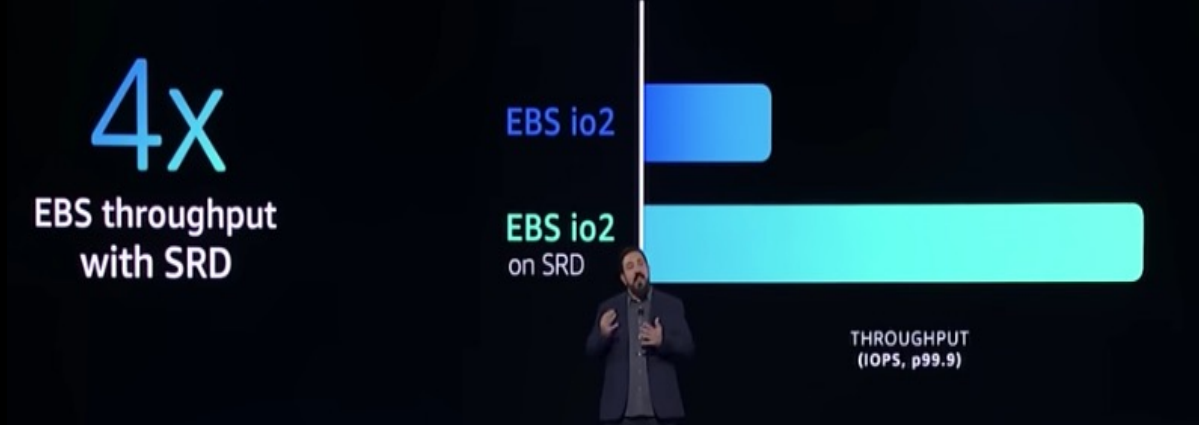 4x
EBS throughput
with SRD
EBS io2
EBS io2
on SRD
THROUGHPUT
(IOPS, p99.9)